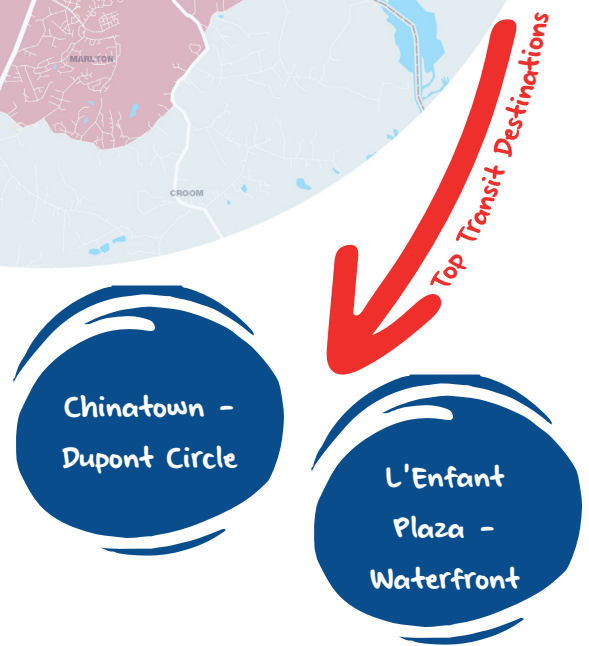 MARLTON
CROOM
Top Transit Destinations
Chinatown -
Dupont Circle
L'Enfant
Plaza -
Waterfront